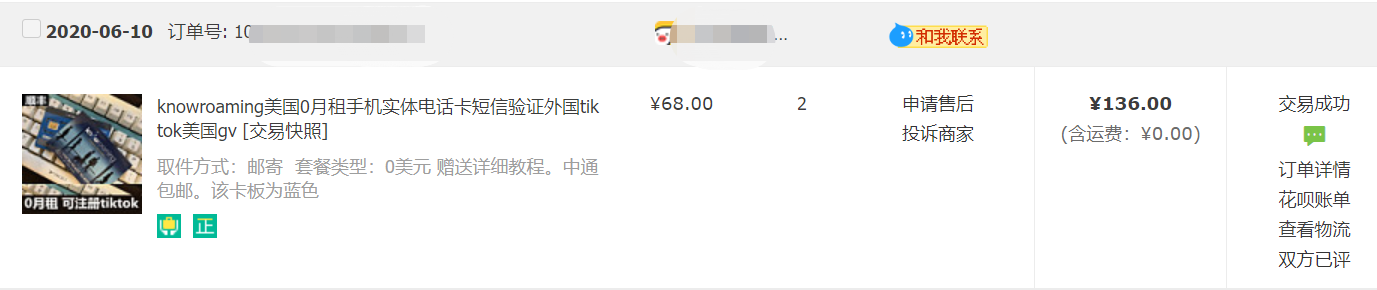 2020-06-10 订单号: 10
...
和我联系
顺丰
0月租 可注册tiktok
knowroaming美国0月租手机实体电话卡短信验证外国tik
tok美国gv [交易快照]
取件方式：邮寄 套餐类型：0美元 赠送详细教程。中通
包邮。该卡板为蓝色
正
¥68.00
2
申请售后
投诉商家
¥136.00
(含运费：¥0.00)
交易成功
订单详情
花呗账单
查看物流
双方已评